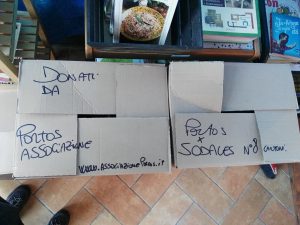 DONATI
DA
PORTOS
ASSOCIAZIONE
www.AssociazionePortos.it
PORTOS
+
SODALES N°8